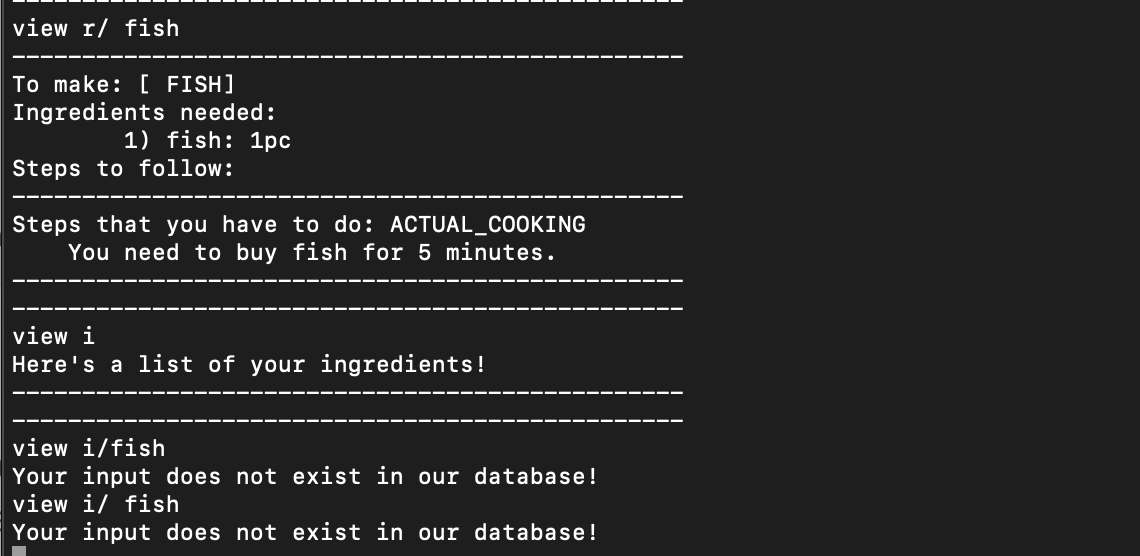 ------------------------------------------------
view r/ fish
------------------------------------------------
To make: [ FISH]
Ingredients needed:
        1) fish: 1pc
Steps to follow:
------------------------------------------------
Steps that you have to do: ACTUAL_COOKING
    You need to buy fish for 5 minutes.
------------------------------------------------
------------------------------------------------
view i
Here's a list of your ingredients!
------------------------------------------------
------------------------------------------------
view i/fish
Your input does not exist in our database!
view i/ fish
Your input does not exist in our database!